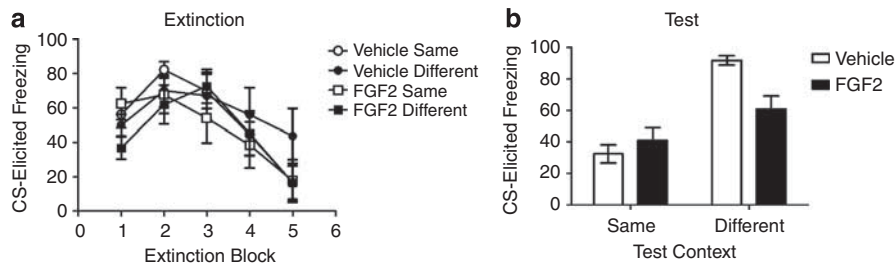 a
Extinction
CS-Elicited Freezing
100
80
60
40
20
0
0 1 2 3 4 5 6
Extinction Block
Vehicle Same
Vehicle Different
FGF2 Same
FGF2 Different
b
Test
CS-Elicited Freezing
100
80
60
40
20
0
Same Different
Test Context
Vehicle
FGF2